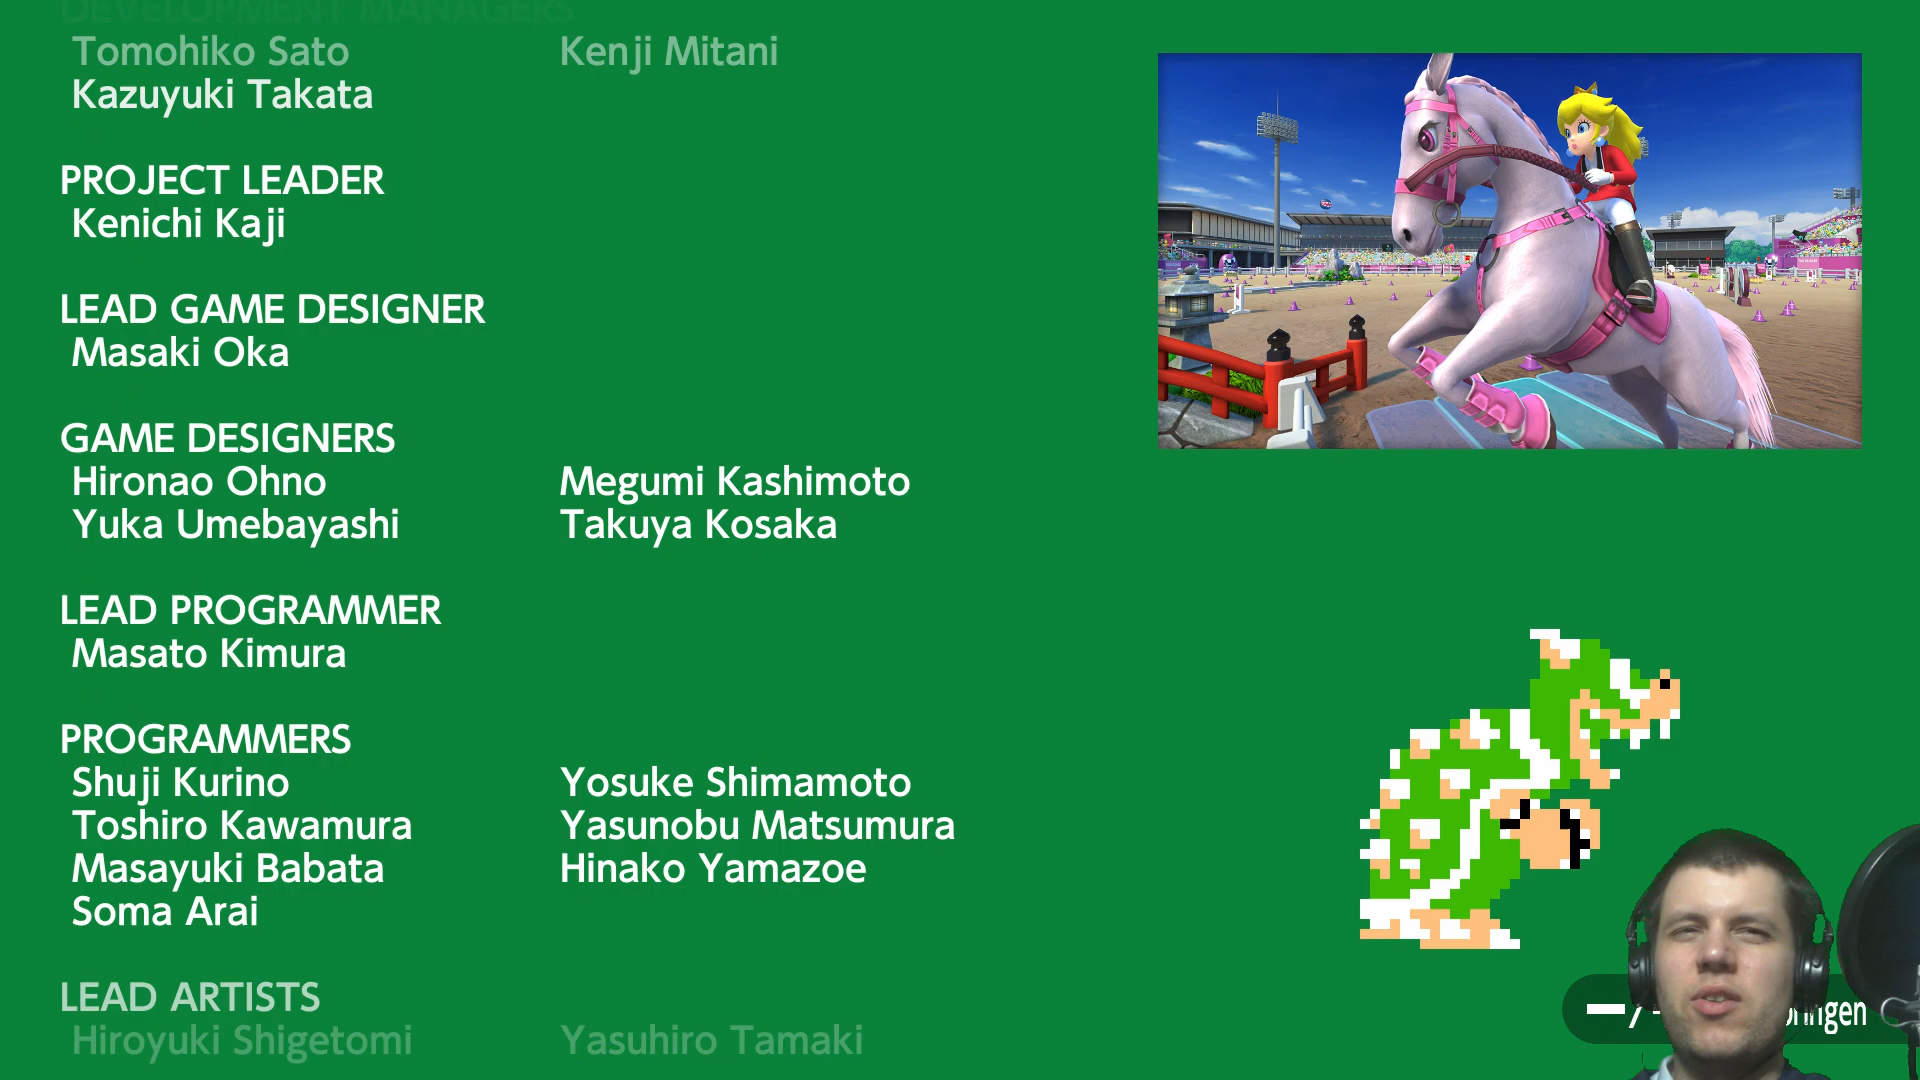 DEVELOPMENT MANAGERS
Tomohiko Sato Kenji Mitani
Kazuyuki Takata
PROJECT LEADER
Kenichi Kaji
LEAD GAME DESIGNER
Masaki Oka
GAME DESIGNERS
Hironao Ohno Megumi Kashimoto
Yuka Umebayashi Takuya Kosaka
LEAD PROGRAMMER
Masato Kimura
PROGRAMMERS
Shuji Kurino Yosuke Shimamoto
Toshiro Kawamura Yasunobu Matsumura
Masayuki Babata Hinako Yamazoe
Soma Arai
LEAD ARTISTS
Hiroyuki Shigetomi Yasuhiro Tamaki